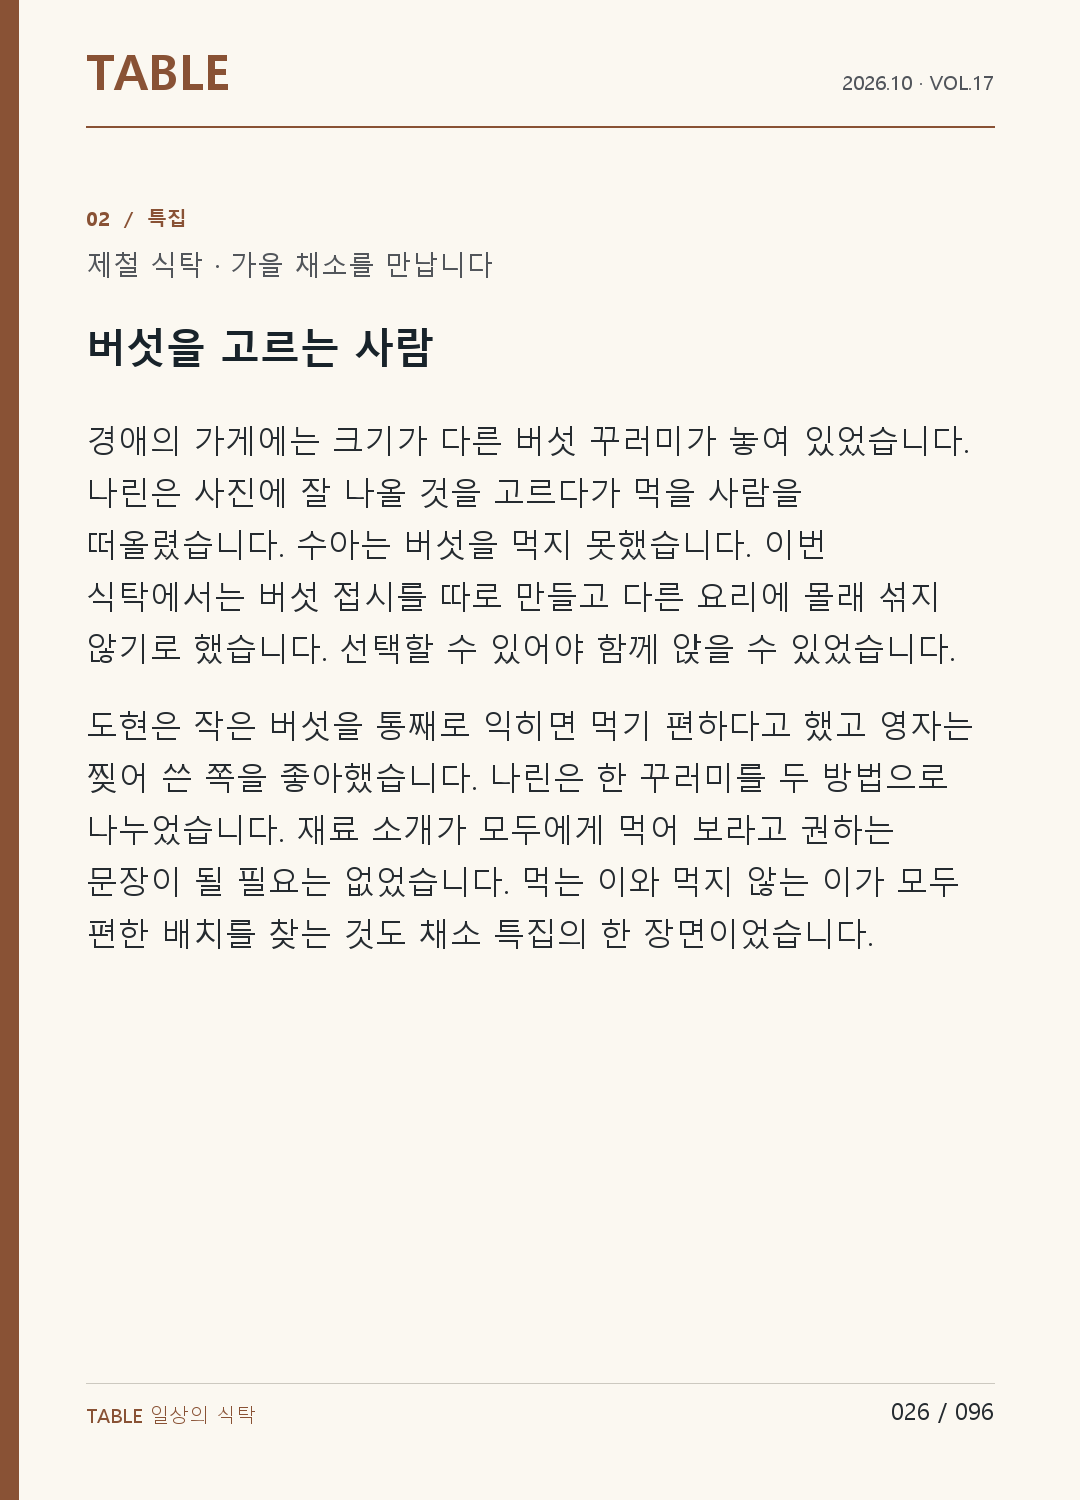 TABLE
2026.10 · VOL.17
02 / 특집
제철 식탁 · 가을 채소를 만납니다
버섯을 고르는 사람
경애의 가게에는 크기가 다른 버섯 꾸러미가 놓여 있었습니다.
나린은 사진에 잘 나올 것을 고르다가 먹을 사람을
떠올렸습니다. 수아는 버섯을 먹지 못했습니다. 이번
식탁에서는 버섯 접시를 따로 만들고 다른 요리에 몰래 섞지
않기로 했습니다. 선택할 수 있어야 함께 앉을 수 있었습니다.
도현은 작은 버섯을 통째로 익히면 먹기 편하다고 했고 영자는
찢어 쓴 쪽을 좋아했습니다. 나린은 한 꾸러미를 두 방법으로
나누었습니다. 재료 소개가 모두에게 먹어 보라고 권하는
문장이 될 필요는 없었습니다. 먹는 이와 먹지 않는 이가 모두
편한 배치를 찾는 것도 채소 특집의 한 장면이었습니다.
TABLE 일상의 식탁
026 / 096